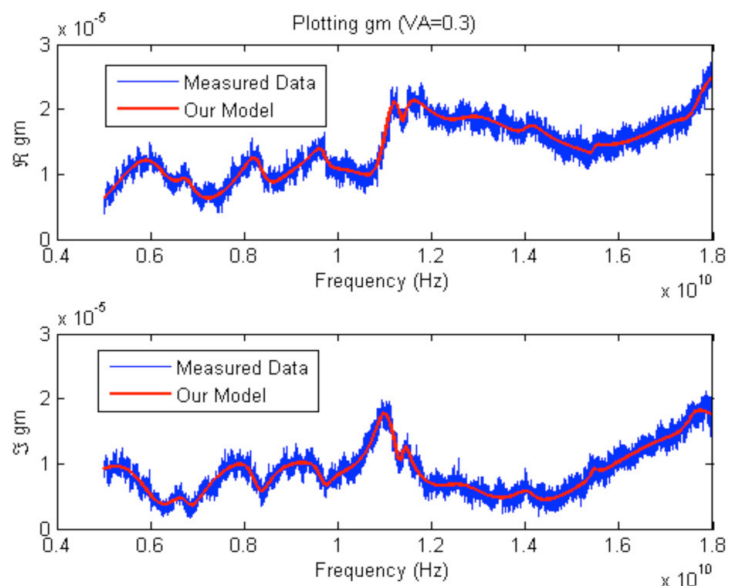 Plotting gm (VA=0.3)
x 10^-5
3
2
1
0
ℜ gm
Measured Data
Our Model
0.4 0.6 0.8 1 1.2 1.4 1.6 1.8
Frequency (Hz)
x 10^10
x 10^-5
3
2
1
0
ℑ gm
Measured Data
Our Model
0.4 0.6 0.8 1 1.2 1.4 1.6 1.8
Frequency (Hz)
x 10^10